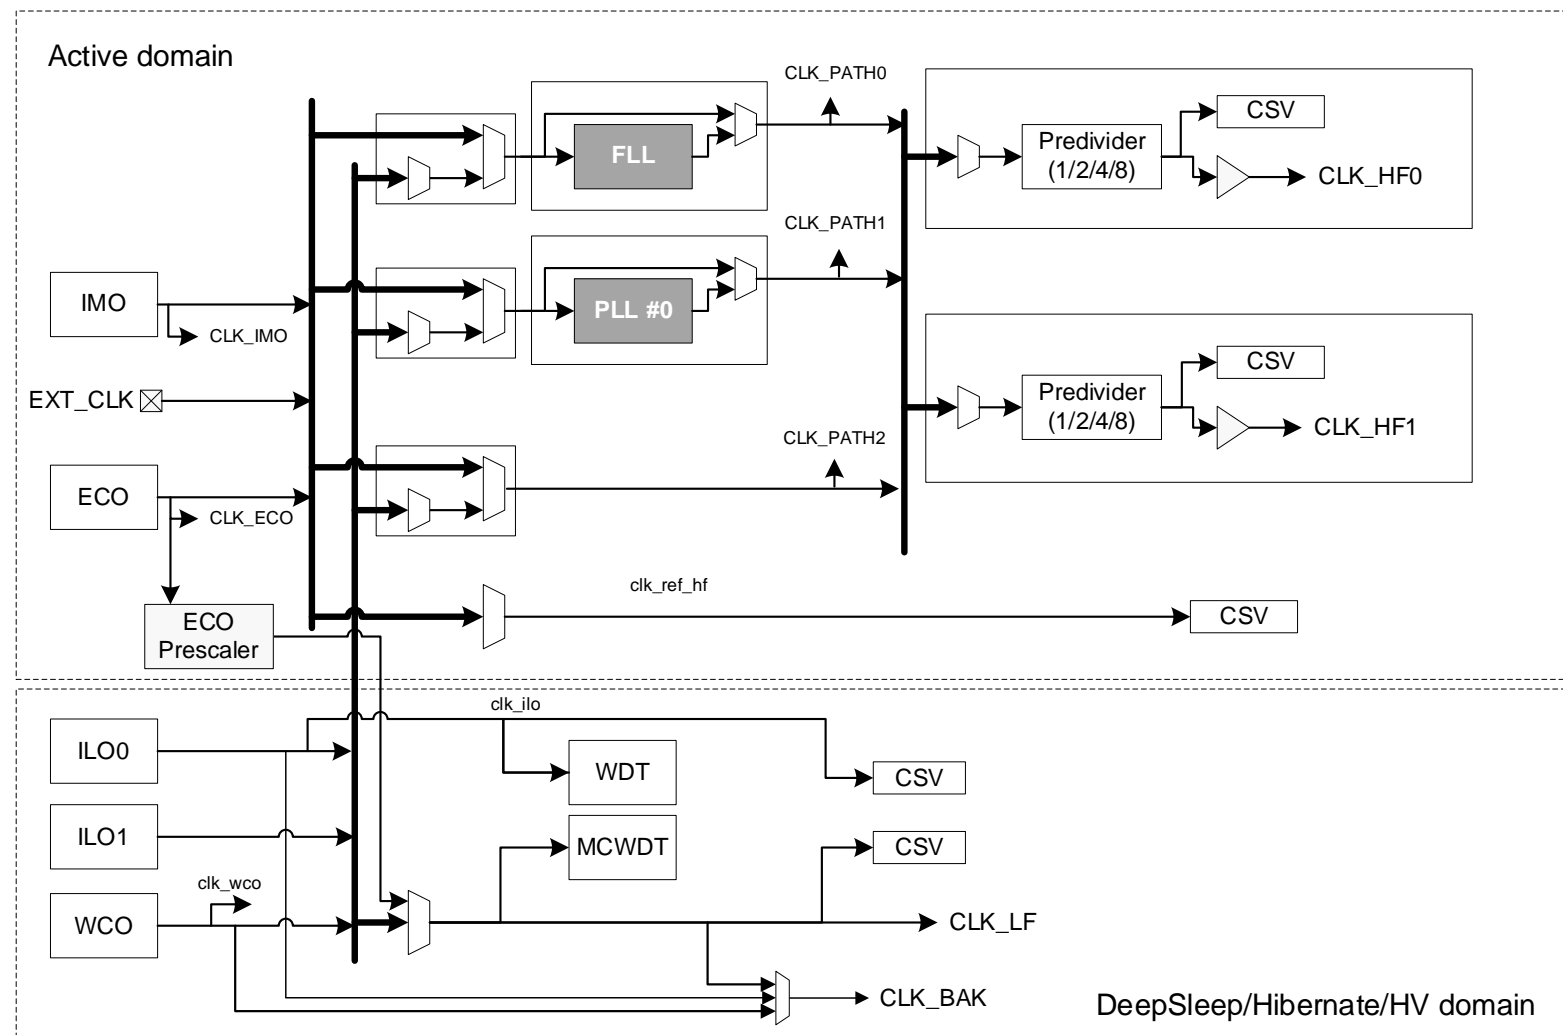 Active domain
CLK_PATH0
CSV
FLL
Predivider
(1/2/4/8)
CLK_HF0
CLK_PATH1
IMO
CLK_IMO
PLL #0
CSV
EXT_CLK
Predivider
(1/2/4/8)
CLK_HF1
CLK_PATH2
ECO
CLK_ECO
clk_ref_hf
ECO
Prescaler
CSV
clk_ilo
ILO0
WDT
CSV
ILO1
MCWDT
CSV
clk_wco
WCO
CLK_LF
CLK_BAK
DeepSleep/Hibernate/HV domain